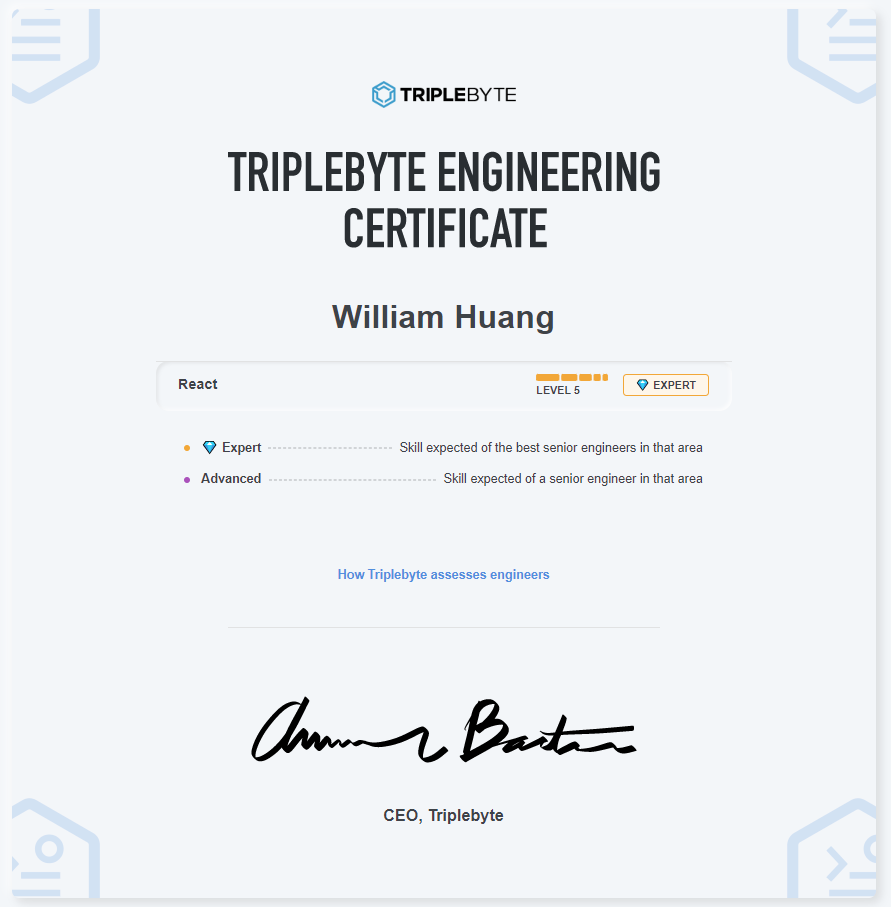 TRIPLEBYTE
TRIPLEBYTE ENGINEERING
CERTIFICATE
William Huang
React
LEVEL 5
EXPERT
Expert Skill expected of the best senior engineers in that area
Advanced Skill expected of a senior engineer in that area
How Triplebyte assesses engineers
CEO, Triplebyte